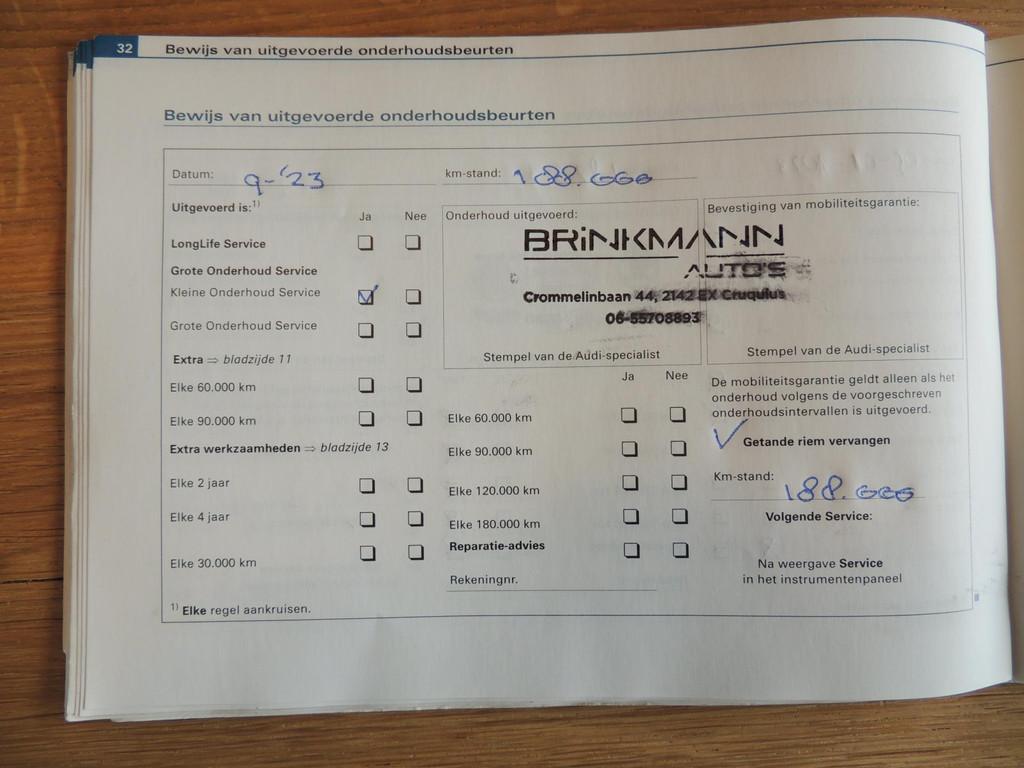 32 Bewijs van uitgevoerde onderhoudsbeurten
Bewijs van uitgevoerde onderhoudsbeurten
Datum: 9-'23
km-stand: 188.000
Uitgevoerd is:1)
Ja Nee
LongLife Service
Grote Onderhoud Service
Kleine Onderhoud Service
Grote Onderhoud Service
Extra ⇒ bladzijde 11
Elke 60.000 km
Elke 90.000 km
Extra werkzaamheden ⇒ bladzijde 13
Elke 2 jaar
Elke 4 jaar
Elke 30.000 km
1) Elke regel aankruisen.
Onderhoud uitgevoerd:
BRINKMANN
AUTO'S
Crommelinbaan 44, 2142 EX Cruquius
06-55708893
Stempel van de Audi-specialist
Bevestiging van mobiliteitsgarantie:
Stempel van de Audi-specialist
Ja Nee
Elke 60.000 km
Elke 90.000 km
Elke 120.000 km
Elke 180.000 km
Reparatie-advies
Rekeningnr.
De mobiliteitsgarantie geldt alleen als het
onderhoud volgens de voorgeschreven
onderhoudsintervallen is uitgevoerd.
Getande riem vervangen
Km-stand: 188.000
Volgende Service:
Na weergave Service
in het instrumentenpaneel